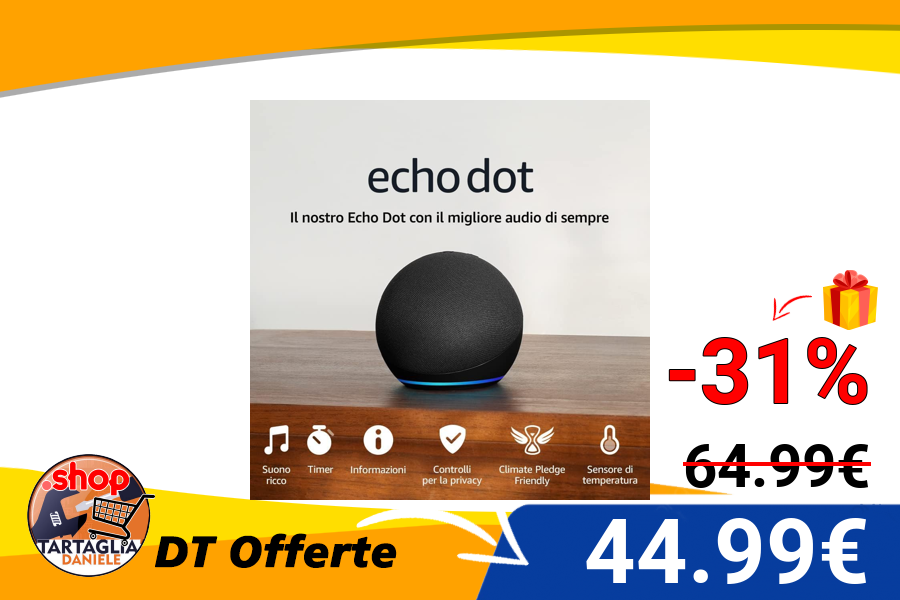 echo dot
Il nostro Echo Dot con il migliore audio di sempre
-31%
64.99€
Suono
ricco
Timer
Informazioni
Controlli
per la privacy
Climate Pledge
Friendly
Sensore di
temperatura
.shop
TARTAGLIA
DANIELE
DT Offerte
44.99€